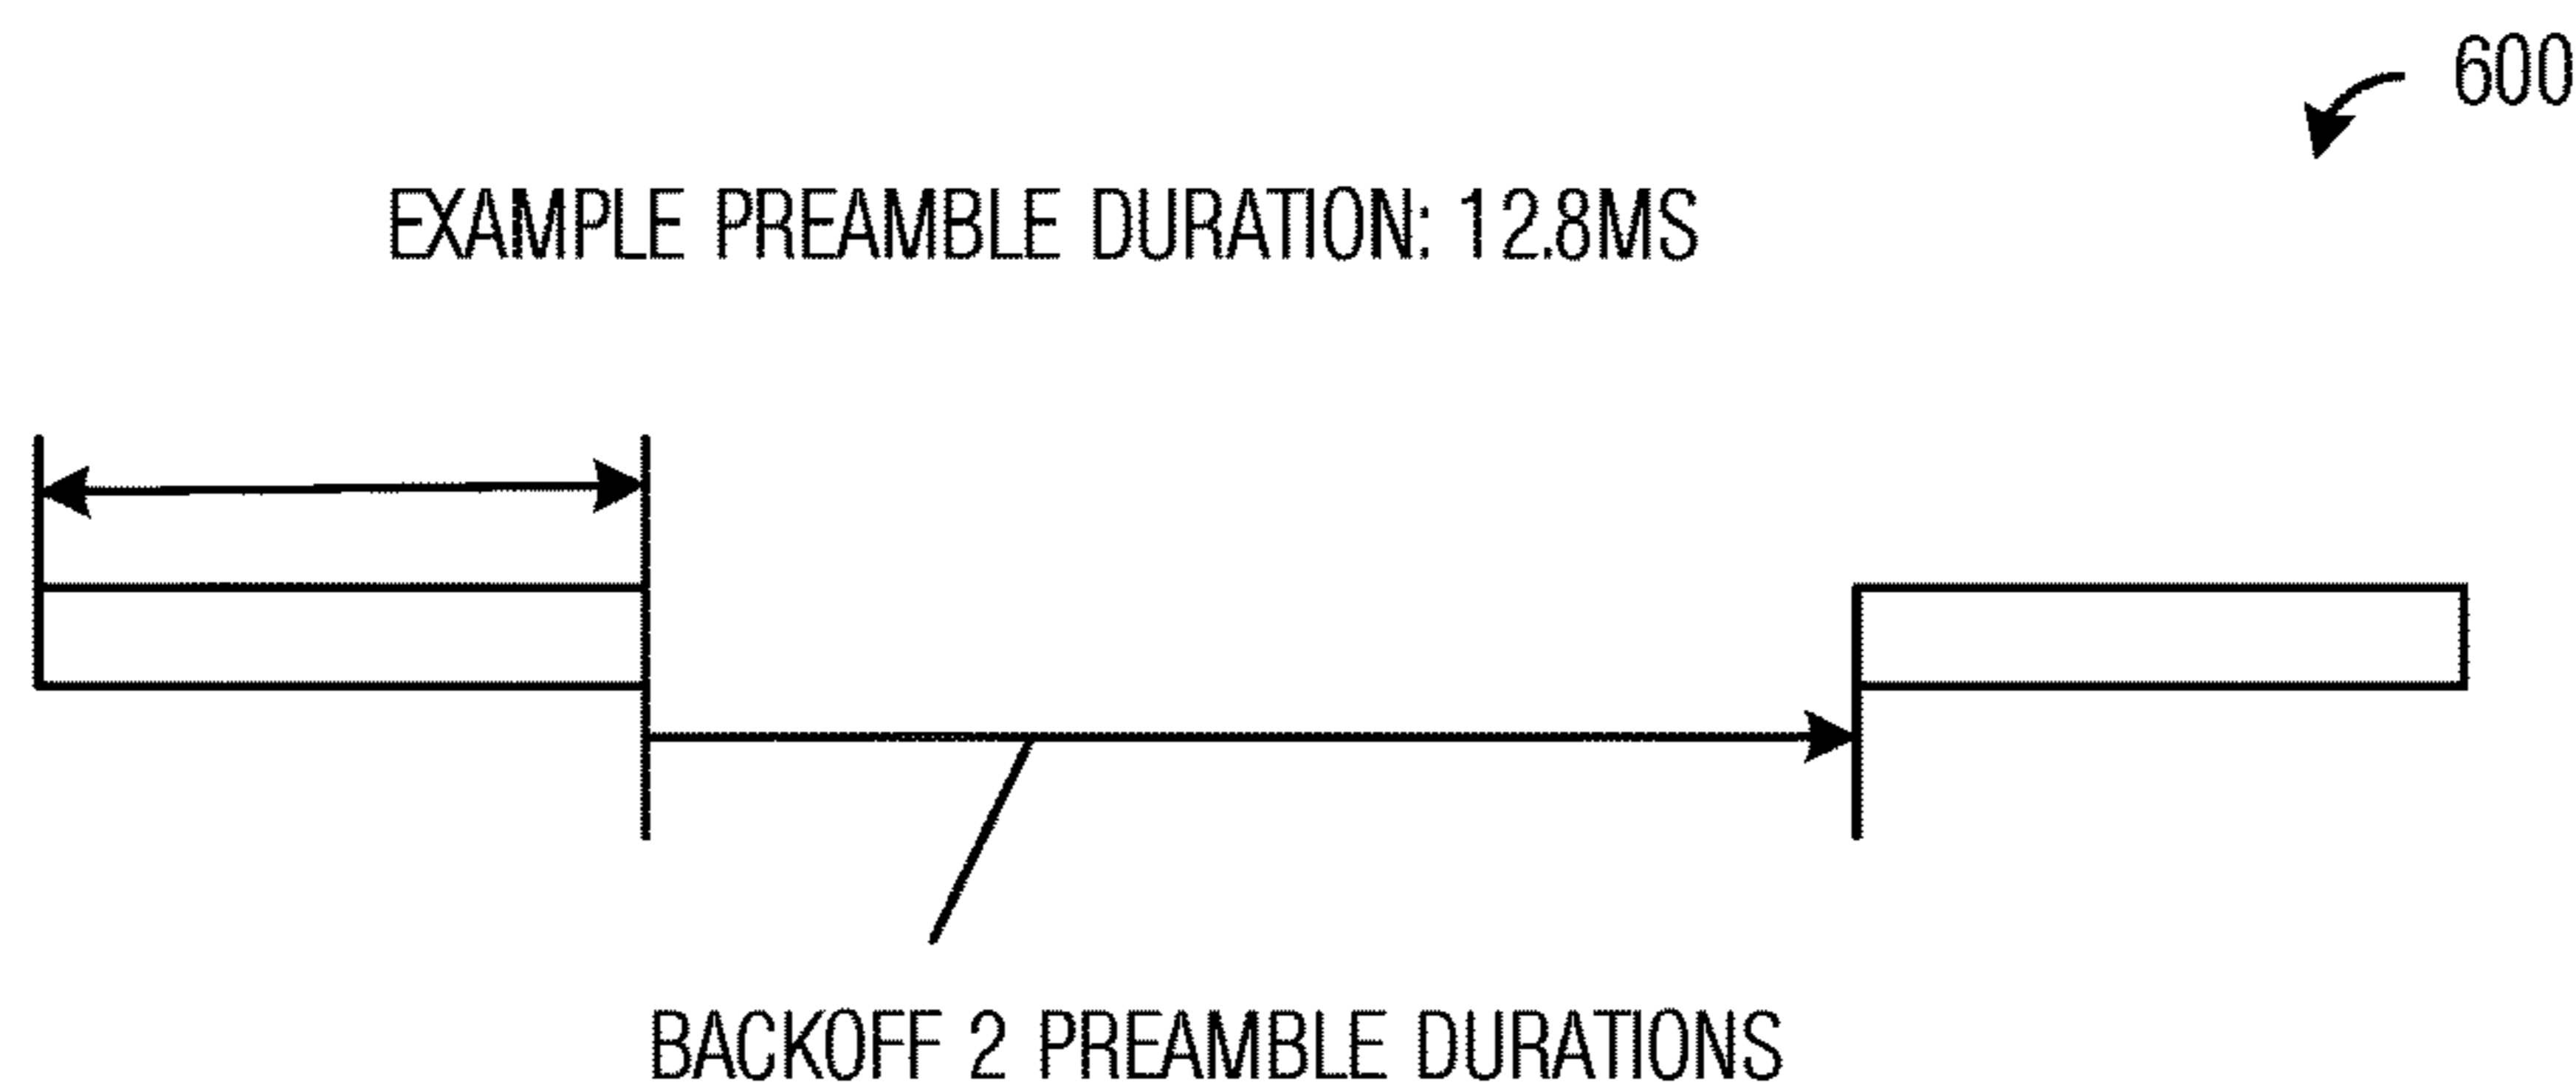 600
EXAMPLE PREAMBLE DURATION: 12.8MS
BACKOFF 2 PREAMBLE DURATIONS